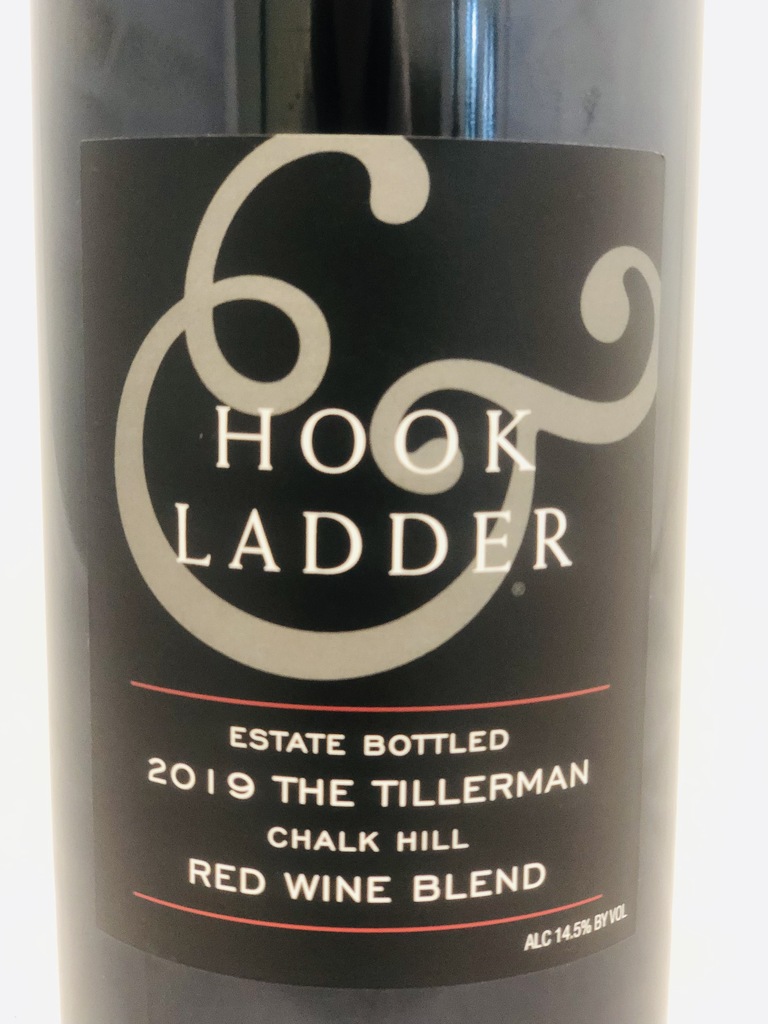 &
HOOK
LADDER®
ESTATE BOTTLED
2019 THE TILLERMAN
CHALK HILL
RED WINE BLEND
ALC 14.5% BY VOL